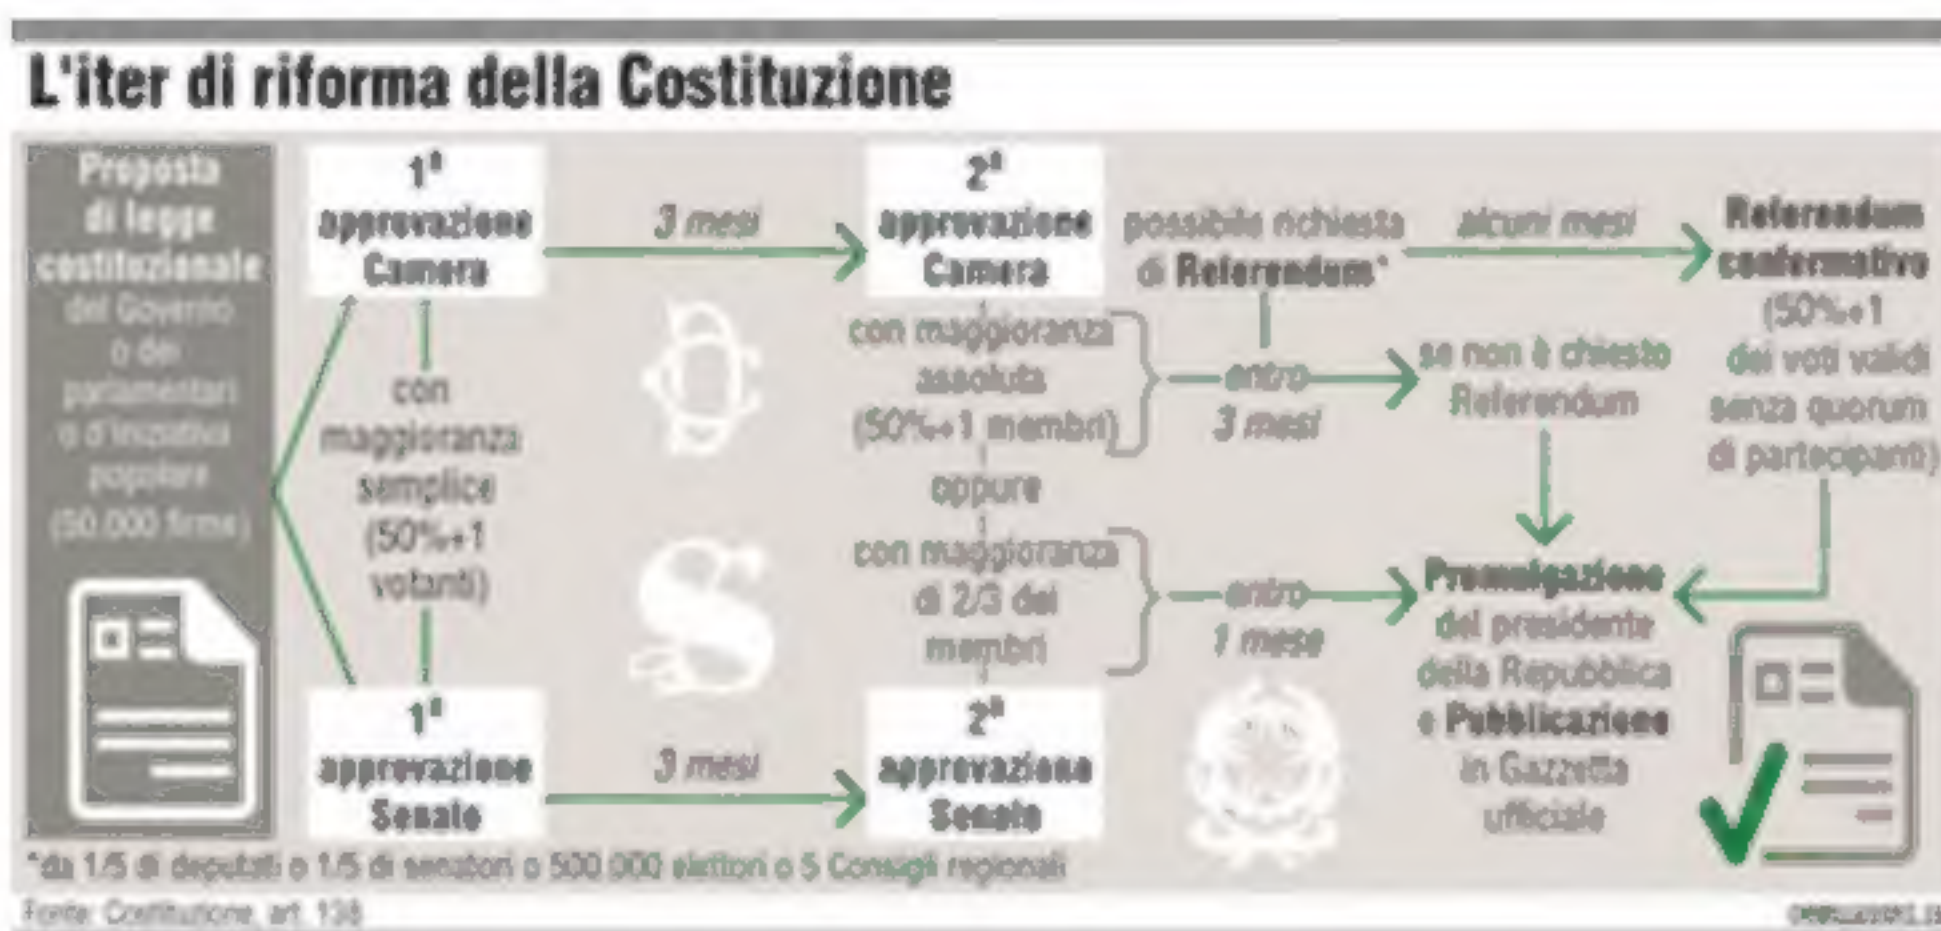 L'iter di riforma della Costituzione
Proposta
di legge
costituzionale
del Governo
o dei
parlamentari
o d'iniziativa
popolare
(50.000 firme)
1ª
approvazione
Camera
con
maggioranza
semplice
(50%+1
votanti)
1ª
approvazione
Senato
3 mesi
3 mesi
2ª
approvazione
Camera
con maggioranza
assoluta
(50%+1 membri)
oppure
con maggioranza
di 2/3 dei
membri
2ª
approvazione
Senato
possibile richiesta
di Referendum*
entro
3 mesi
entro
1 mese
alcuni mesi
se non è chiesto
Referendum
Promulgazione
del presidente
della Repubblica
e Pubblicazione
in Gazzetta
ufficiale
Referendum
confermativo
(50%+1
dei voti validi
senza quorum
di partecipanti)
*da 1/5 di deputati o 1/5 di senatori o 500.000 elettori o 5 Consigli regionali
Fonte: Costituzione, art. 138